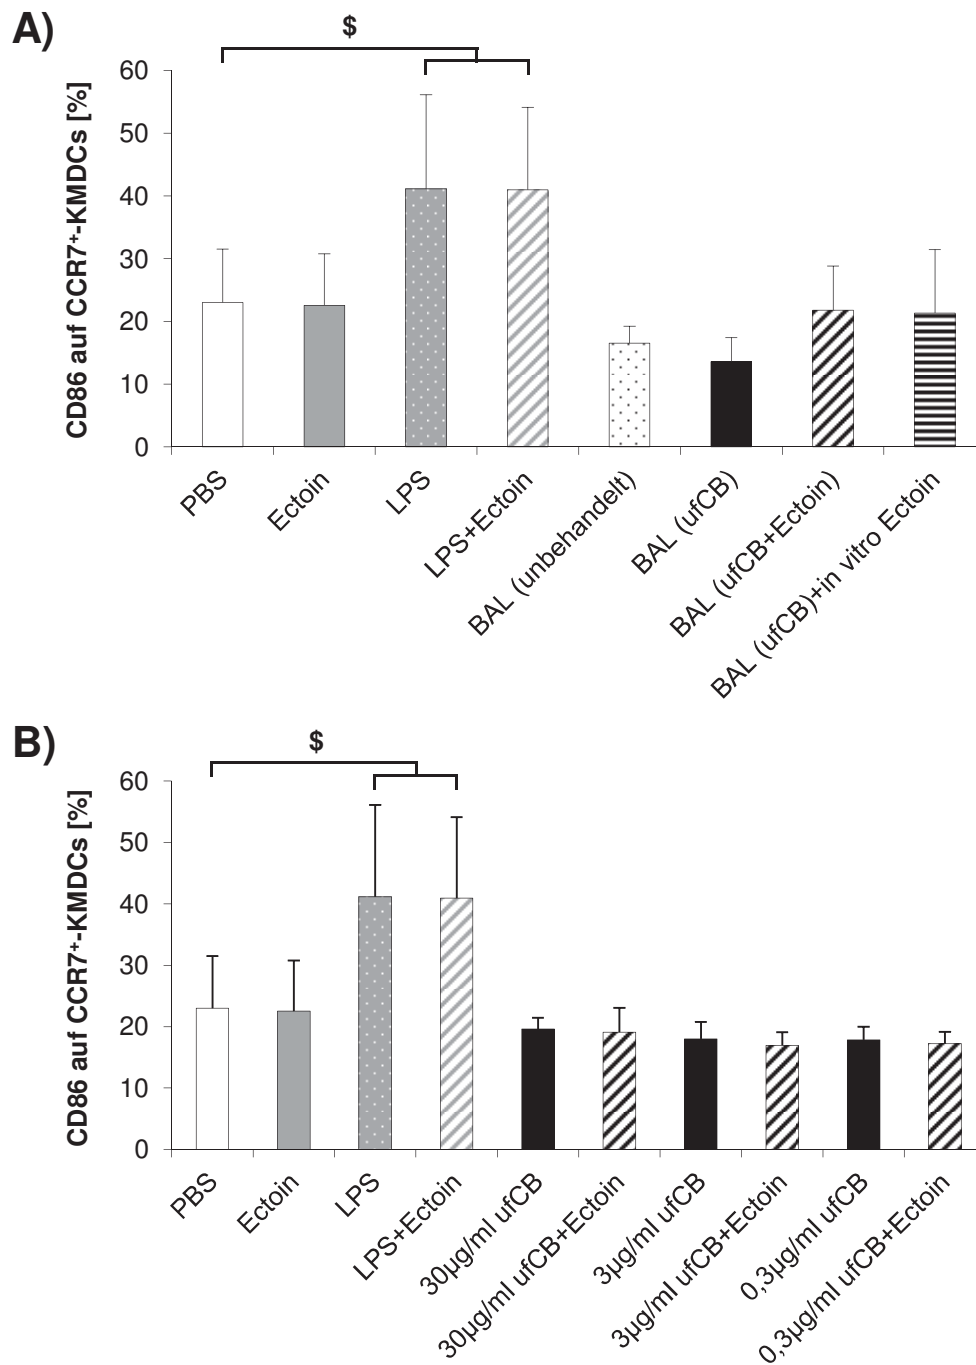 A)
$
CD86 auf CCR7⁺-KMDCs [%]
60
50
40
30
20
10
0
PBS
Ectoin
LPS
LPS+Ectoin
BAL (unbehandelt)
BAL (ufCB)
BAL (ufCB+Ectoin)
BAL (ufCB)+in vitro Ectoin
B)
$
CD86 auf CCR7⁺-KMDCs [%]
60
50
40
30
20
10
0
PBS
Ectoin
LPS
LPS+Ectoin
30µg/ml ufCB
30µg/ml ufCB+Ectoin
3µg/ml ufCB
3µg/ml ufCB+Ectoin
0,3µg/ml ufCB
0,3µg/ml ufCB+Ectoin